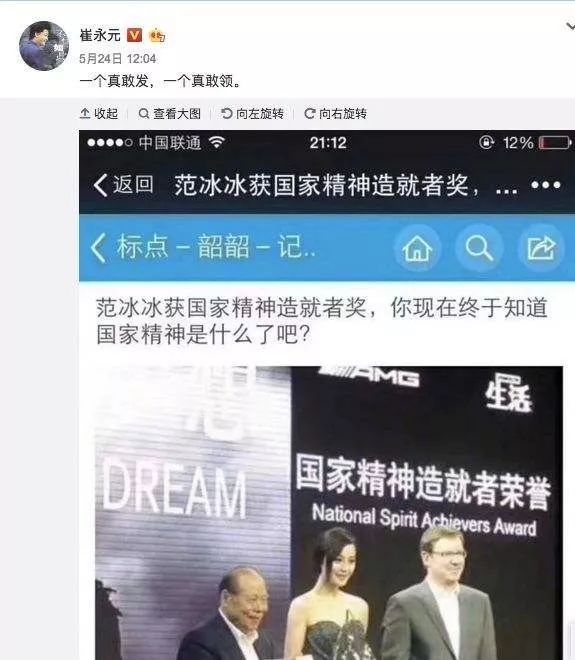 崔永元
5月24日 12:04
一个真敢发，一个真敢领。
收起 查看大图 向左旋转 向右旋转
中国联通 21:12 12%
返回 范冰冰获国家精神造就者奖，...
标点－韶韶－记..
范冰冰获国家精神造就者奖，你现在终于知道
国家精神是什么了吧？
AMG
生活
想
DREAM
国家精神造就者荣誉
National Spirit Achievers Award